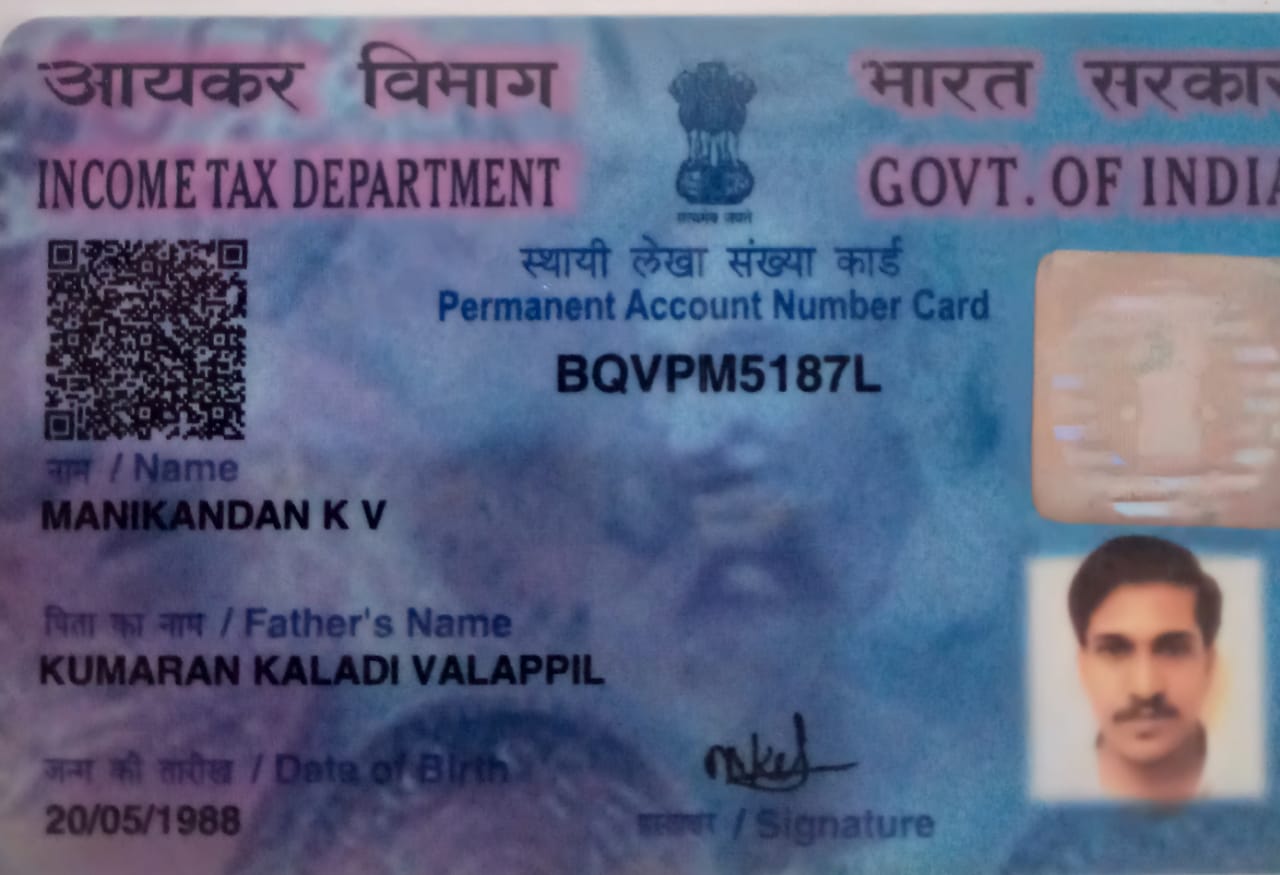 आयकर विभाग
INCOME TAX DEPARTMENT
भारत सरकार
GOVT. OF INDIA
सत्यमेव जयते
स्थायी लेखा संख्या कार्ड
Permanent Account Number Card
BQVPM5187L
नाम / Name
MANIKANDAN K V
पिता का नाम / Father's Name
KUMARAN KALADI VALAPPIL
जन्म की तारीख / Date of Birth
20/05/1988
हस्ताक्षर / Signature